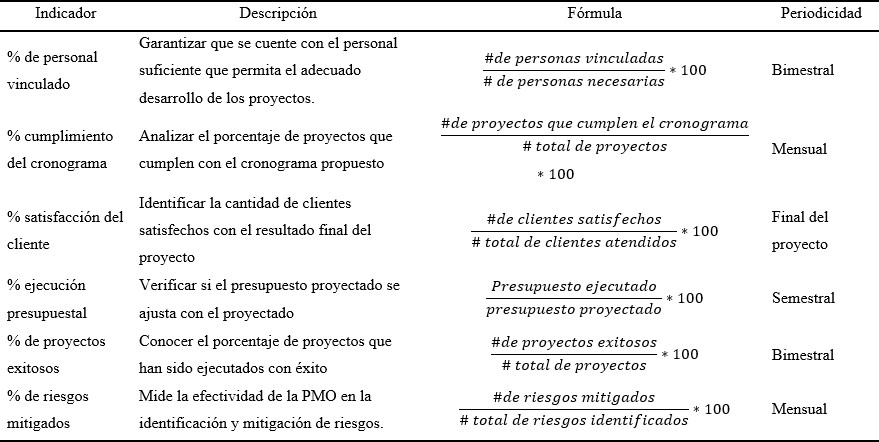 Indicador Descripción Fórmula Periodicidad
% de personal vinculado
Garantizar que se cuente con el personal
suficiente que permita el adecuado
desarrollo de los proyectos.
#de personas vinculadas
# de personas necesarias
* 100
Bimestral
% cumplimiento
del cronograma
Analizar el porcentaje de proyectos que
cumplen con el cronograma propuesto
#de proyectos que cumplen el cronograma
# total de proyectos
* 100
Mensual
% satisfacción del
cliente
Identificar la cantidad de clientes
satisfechos con el resultado final del
proyecto
#de clientes satisfechos
# total de clientes atendidos
* 100
Final del
proyecto
% ejecución
presupuestal
Verificar si el presupuesto proyectado se
ajusta con el proyectado
Presupuesto ejecutado
presupuesto proyectado
* 100
Semestral
% de proyectos
exitosos
Conocer el porcentaje de proyectos que
han sido ejecutados con éxito
#de proyectos exitosos
# total de proyectos
* 100
Bimestral
% de riesgos
mitigados
Mide la efectividad de la PMO en la
identificación y mitigación de riesgos.
#de riesgos mitigados
# total de riesgos identificados
* 100
Mensual